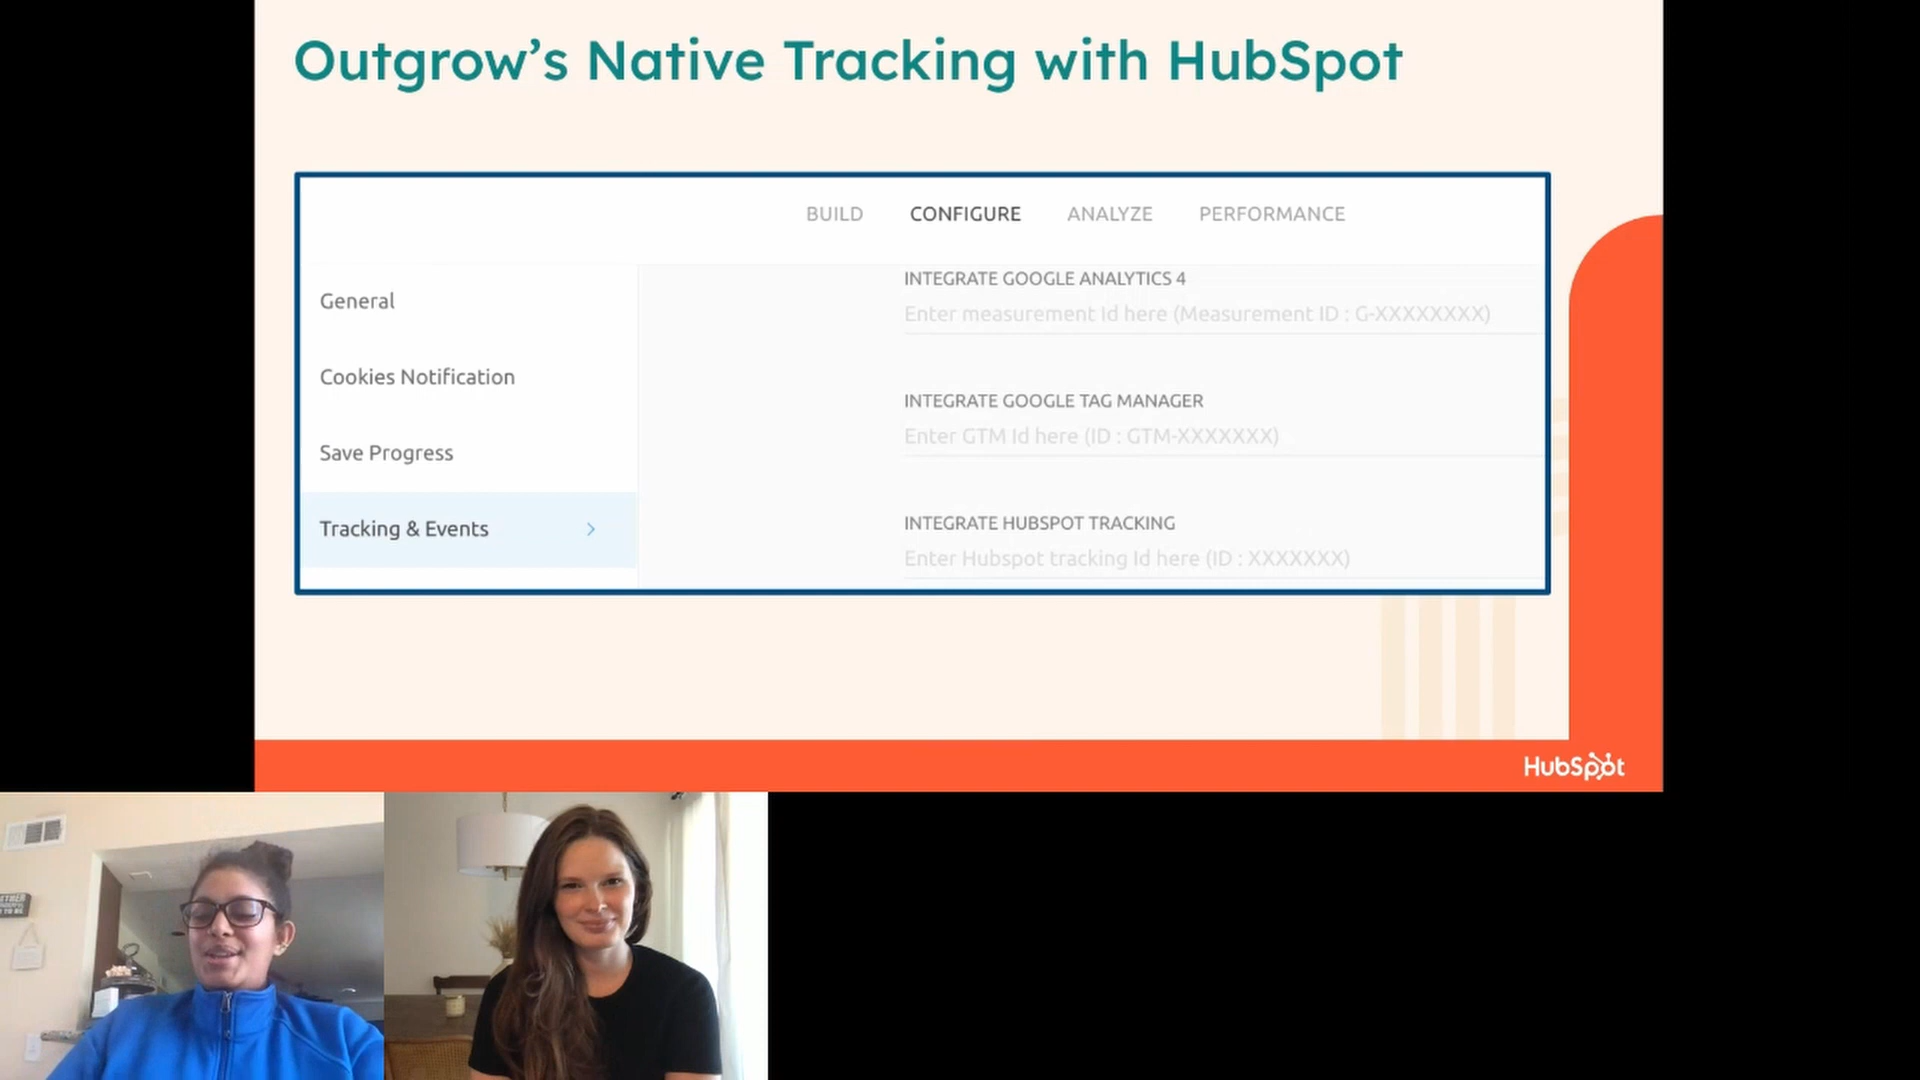 Outgrow's Native Tracking with HubSpot
BUILD CONFIGURE ANALYZE PERFORMANCE
General
Cookies Notification
Save Progress
Tracking & Events
INTEGRATE GOOGLE ANALYTICS 4
Enter measurement Id here (Measurement ID : G-XXXXXXXX)
INTEGRATE GOOGLE TAG MANAGER
Enter GTM Id here (ID : GTM-XXXXXXX)
INTEGRATE HUBSPOT TRACKING
Enter Hubspot tracking Id here (ID : XXXXXXX)
HubSpot